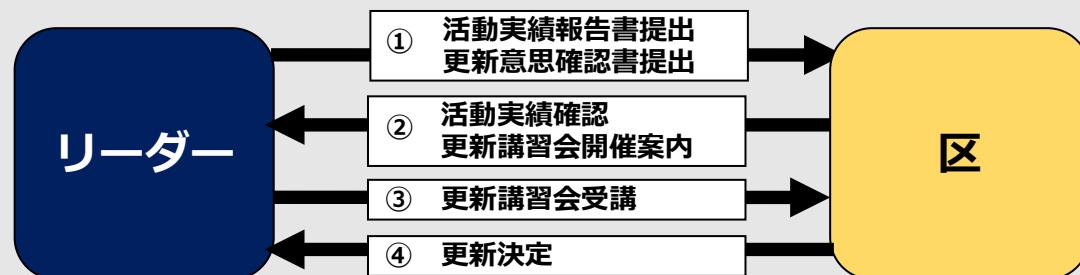 リーダー
① 活動実績報告書提出
更新意思確認書提出
② 活動実績確認
更新講習会開催案内
③ 更新講習会受講
④ 更新決定
区